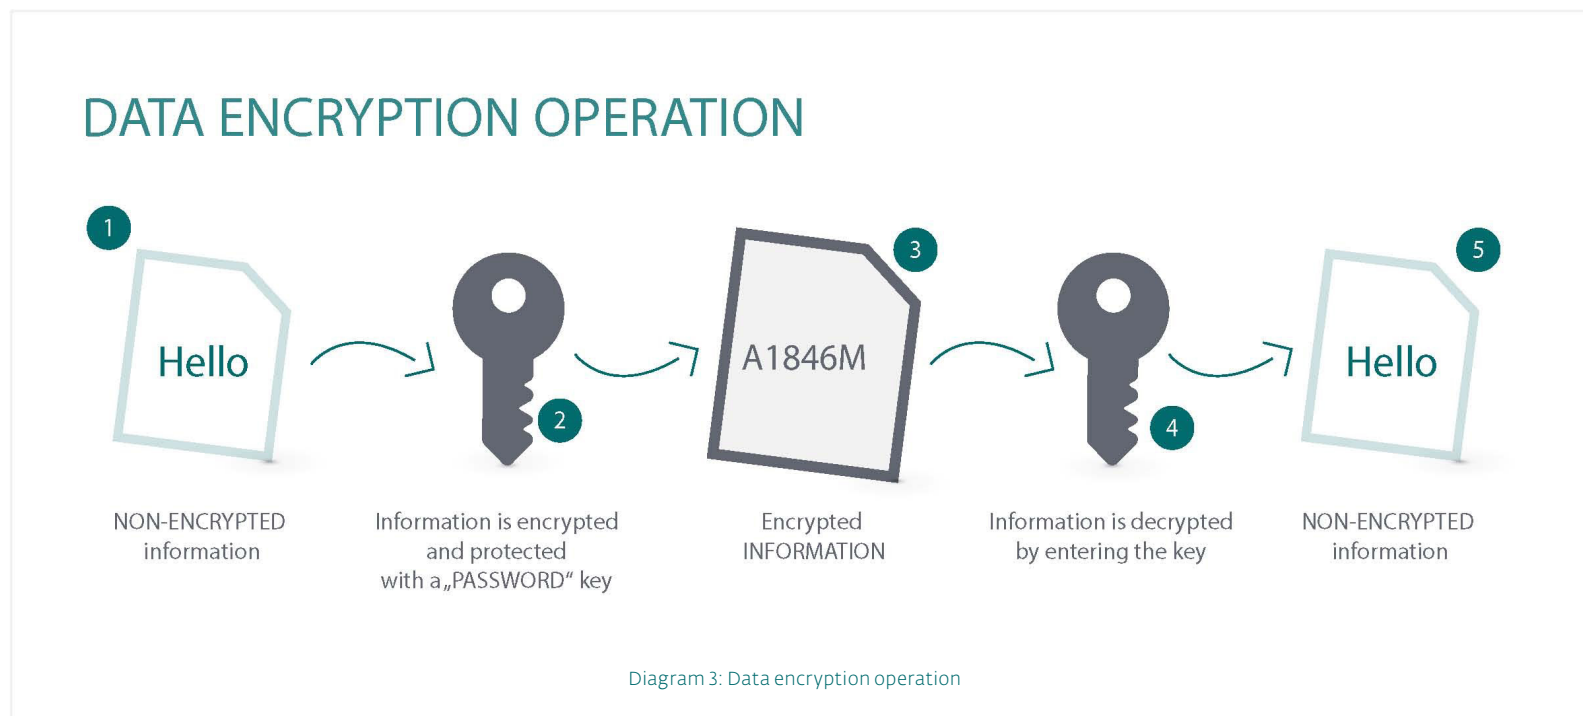 DATA ENCRYPTION OPERATION
1
Hello
NON-ENCRYPTED
information
2
Information is encrypted
and protected
with a „PASSWORD“ key
3
A1846M
Encrypted
INFORMATION
4
Information is decrypted
by entering the key
5
Hello
NON-ENCRYPTED
information
Diagram 3: Data encryption operation